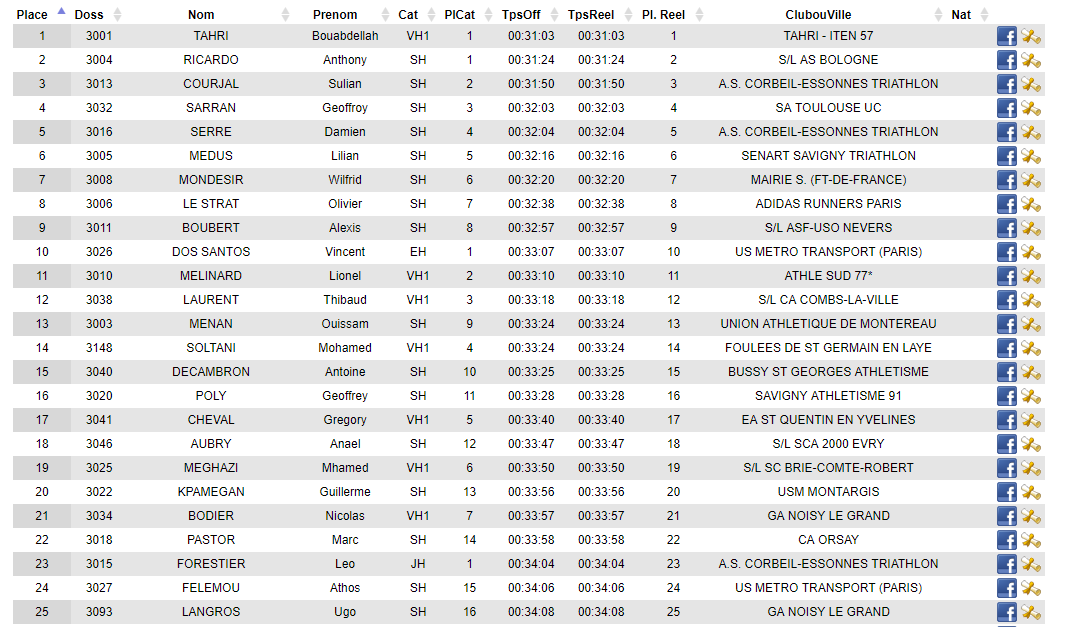 Place Doss Nom Prenom Cat PlCat TpsOff TpsReel Pl. Reel ClubouVille Nat
1 3001 TAHRI Bouabdellah VH1 1 00:31:03 00:31:03 1 TAHRI - ITEN 57
2 3004 RICARDO Anthony SH 1 00:31:24 00:31:24 2 S/L AS BOLOGNE
3 3013 COURJAL Sulian SH 2 00:31:50 00:31:50 3 A.S. CORBEIL-ESSONNES TRIATHLON
4 3032 SARRAN Geoffroy SH 3 00:32:03 00:32:03 4 SA TOULOUSE UC
5 3016 SERRE Damien SH 4 00:32:04 00:32:04 5 A.S. CORBEIL-ESSONNES TRIATHLON
6 3005 MEDUS Lilian SH 5 00:32:16 00:32:16 6 SENART SAVIGNY TRIATHLON
7 3008 MONDESIR Wilfrid SH 6 00:32:20 00:32:20 7 MAIRIE S. (FT-DE-FRANCE)
8 3006 LE STRAT Olivier SH 7 00:32:38 00:32:38 8 ADIDAS RUNNERS PARIS
9 3011 BOUBERT Alexis SH 8 00:32:57 00:32:57 9 S/L ASF-USO NEVERS
10 3026 DOS SANTOS Vincent EH 1 00:33:07 00:33:07 10 US METRO TRANSPORT (PARIS)
11 3010 MELINARD Lionel VH1 2 00:33:10 00:33:10 11 ATHLE SUD 77*
12 3038 LAURENT Thibaud VH1 3 00:33:18 00:33:18 12 S/L CA COMBS-LA-VILLE
13 3003 MENAN Ouissam SH 9 00:33:24 00:33:24 13 UNION ATHLETIQUE DE MONTEREAU
14 3148 SOLTANI Mohamed VH1 4 00:33:24 00:33:24 14 FOULEES DE ST GERMAIN EN LAYE
15 3040 DECAMBRON Antoine SH 10 00:33:25 00:33:25 15 BUSSY ST GEORGES ATHLETISME
16 3020 POLY Geoffrey SH 11 00:33:28 00:33:28 16 SAVIGNY ATHLETISME 91
17 3041 CHEVAL Gregory VH1 5 00:33:40 00:33:40 17 EA ST QUENTIN EN YVELINES
18 3046 AUBRY Anael SH 12 00:33:47 00:33:47 18 S/L SCA 2000 EVRY
19 3025 MEGHAZI Mhamed VH1 6 00:33:50 00:33:50 19 S/L SC BRIE-COMTE-ROBERT
20 3022 KPAMEGAN Guillerme SH 13 00:33:56 00:33:56 20 USM MONTARGIS
21 3034 BODIER Nicolas VH1 7 00:33:57 00:33:57 21 GA NOISY LE GRAND
22 3018 PASTOR Marc SH 14 00:33:58 00:33:58 22 CA ORSAY
23 3015 FORESTIER Leo JH 1 00:34:04 00:34:04 23 A.S. CORBEIL-ESSONNES TRIATHLON
24 3027 FELEMOU Athos SH 15 00:34:06 00:34:06 24 US METRO TRANSPORT (PARIS)
25 3093 LANGROS Ugo SH 16 00:34:08 00:34:08 25 GA NOISY LE GRAND